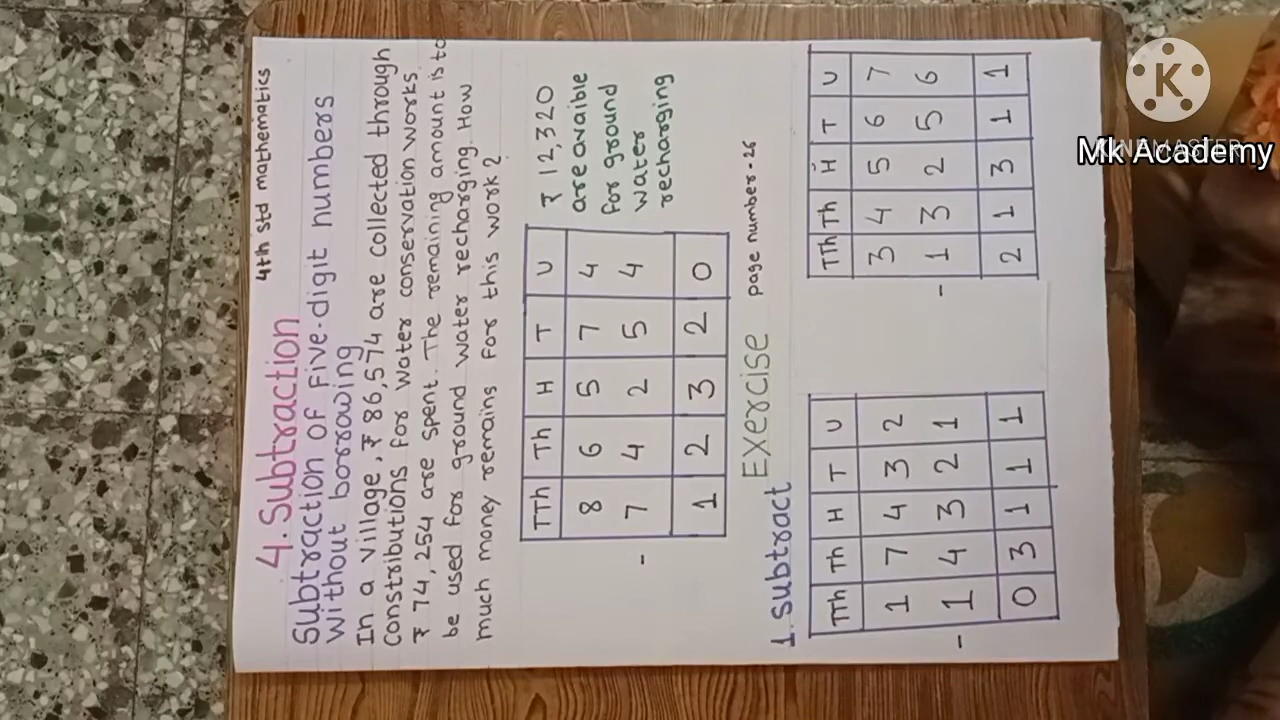 4th std mathematics
4. Subtraction
Subtraction of Five-digit numbers
without borrowing
In a village, ₹ 86,574 are collected through
Constributions for water conservation works
₹ 74,254 are spent. The remaining amount is to
be used for ground water recharging. How
much money remains for this work?
TTh Th H T U
8 6 5 7 4
- 7 4 2 5 4
1 2 3 2 0
₹ 12,320
are avaible
for ground
water
recharging
Exercise page number-26
1. subtract
TTh Th H T U
1 7 4 3 2
- 1 4 3 2 1
0 3 1 1 1
TTh Th H T U
3 4 5 6 7
- 1 3 2 5 6
2 1 3 1 1
K
Mk Academy